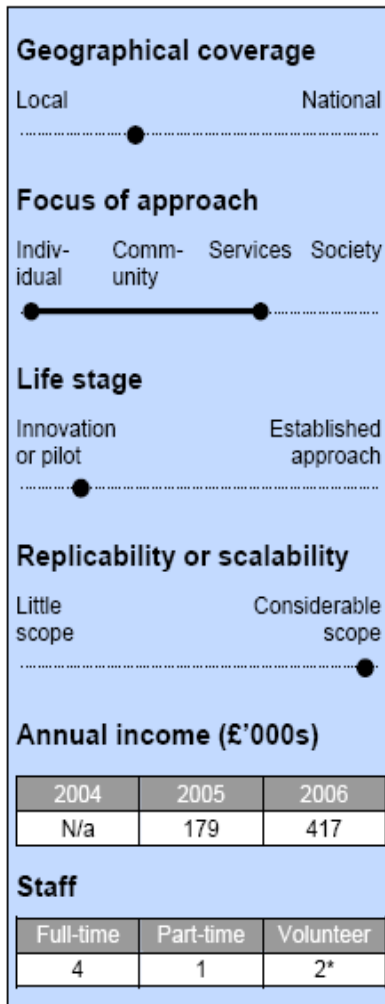 Geographical coverage
Local National
Focus of approach
Indiv- Comm- Services Society
idual unity
Life stage
Innovation Established
or pilot approach
Replicability or scalability
Little Considerable
scope scope
Annual income (£'000s)
2004 2005 2006
N/a 179 417
Staff
Full-time Part-time Volunteer
4 1 2*